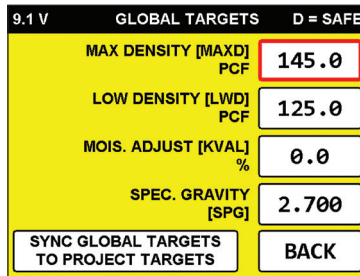 9.1 V GLOBAL TARGETS D = SAFE
MAX DENSITY [MAXD] 145.0
PCF
LOW DENSITY [LWD] 125.0
PCF
MOIS. ADJUST [KVAL] 0.0
%
SPEC. GRAVITY 2.700
[SPG]
SYNC GLOBAL TARGETS
TO PROJECT TARGETS
BACK